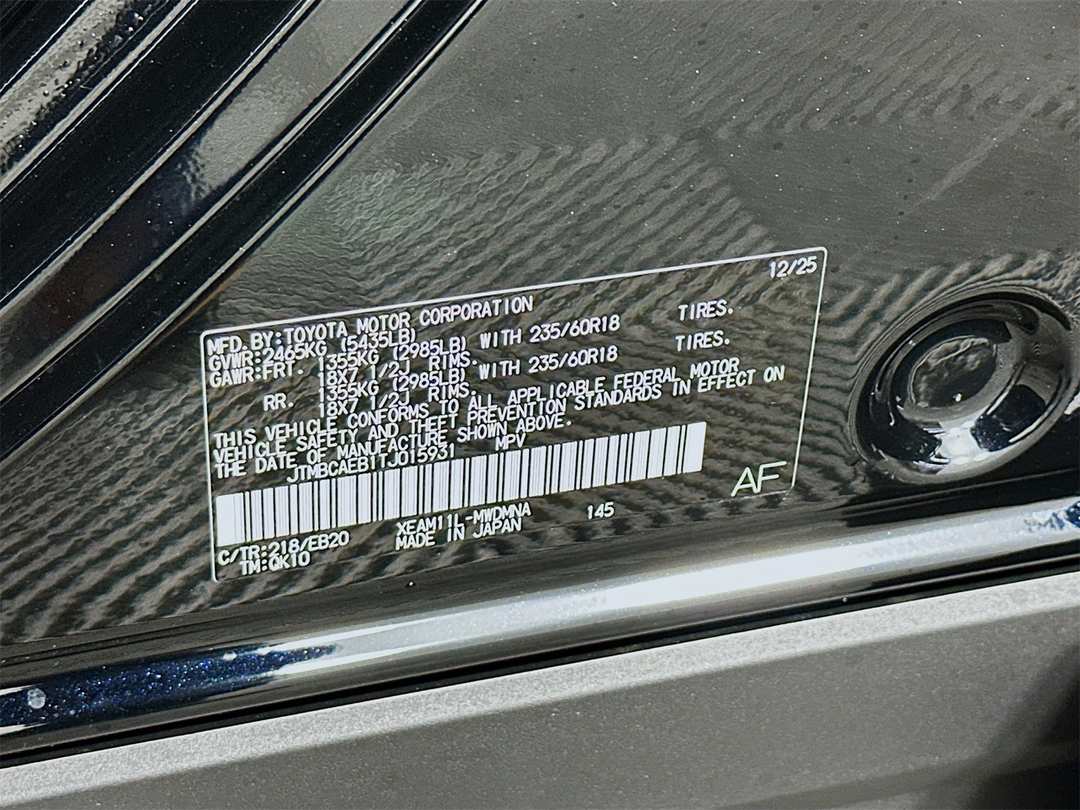 12/25
MFD.BY:TOYOTA MOTOR CORPORATION
GVWR:2465KG (5435LB)
GAWR:FRT. 1355KG (2985LB) WITH 235/60R18 TIRES.
18X7 1/2J RIMS.
RR. 1355KG (2985LB) WITH 235/60R18 TIRES.
18X7 1/2J RIMS.
THIS VEHICLE CONFORMS TO ALL APPLICABLE FEDERAL MOTOR
VEHICLE SAFETY AND THEFT PREVENTION STANDARDS IN EFFECT ON
THE DATE OF MANUFACTURE SHOWN ABOVE.
JTMBCAEB1TJ015931 MPV
AF
XEAM11L-MWDMNA 145
C/TR:218/EB20 MADE IN JAPAN
TM:QK10